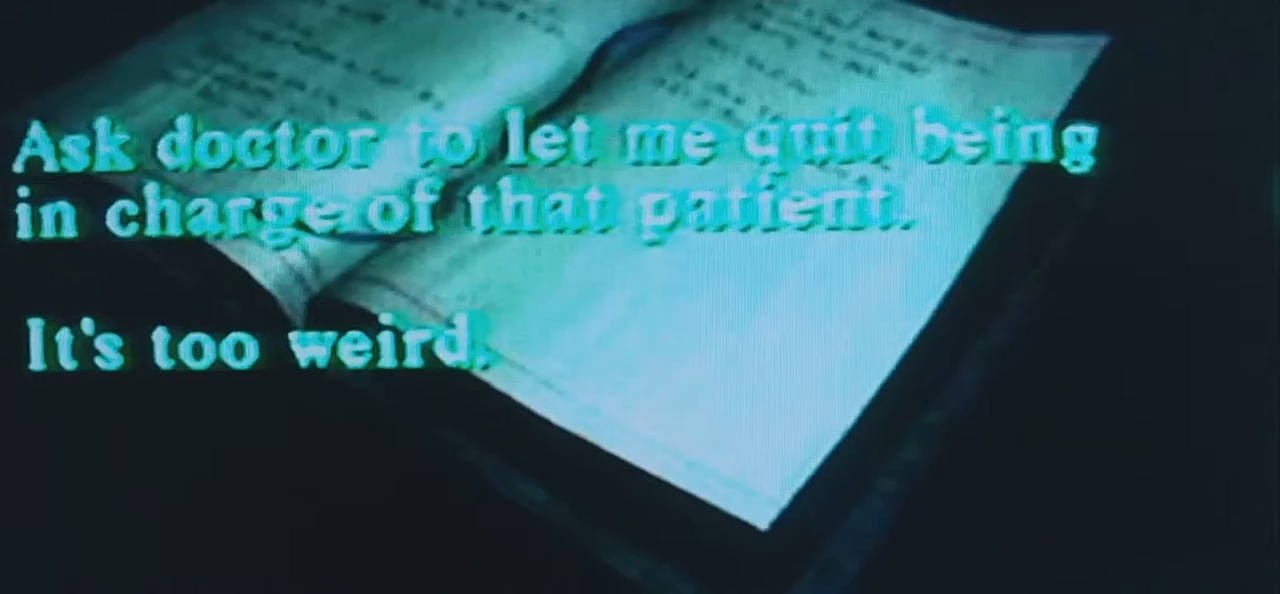 Ask doctor to let me quit being
in charge of that patient.
It's too weird.